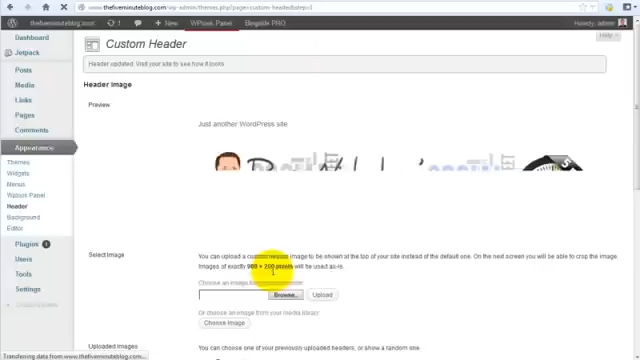 www.thefiveminuteblog.com/wp-admin/themes.php?page=custom-header&step=3
thefiveminuteblog.com 1 + New WPzoom Panel Blogsite PRO Howdy, admin
Dashboard
Jetpack
Posts
Media
Links
Pages
Comments
Appearance
Themes
Widgets
Menus
Header
Background
Editor
Plugins 1
Users
Tools
Settings
Help
Custom Header
Header updated. Visit your site to see how it looks
Header Image
Preview
Just another WordPress site
Select Image
You can upload a custom header image to be shown at the top of your site instead of the default one. On the next screen you will be able to crop the image.
Images of exactly 900 × 200 pixels will be used as-is.
Choose an image from your computer:
Browse... Upload
Or choose an image from your media library:
Choose Image
Uploaded Images
You can choose one of your previously uploaded headers, or show a random one.
Transferring data from www.thefiveminuteblog.com...